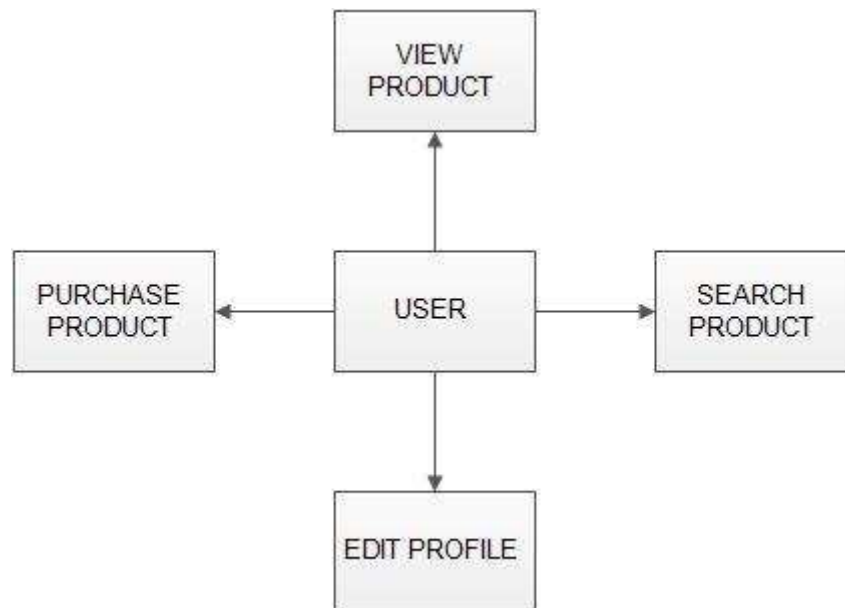 VIEW
PRODUCT
PURCHASE
PRODUCT
USER
SEARCH
PRODUCT
EDIT PROFILE